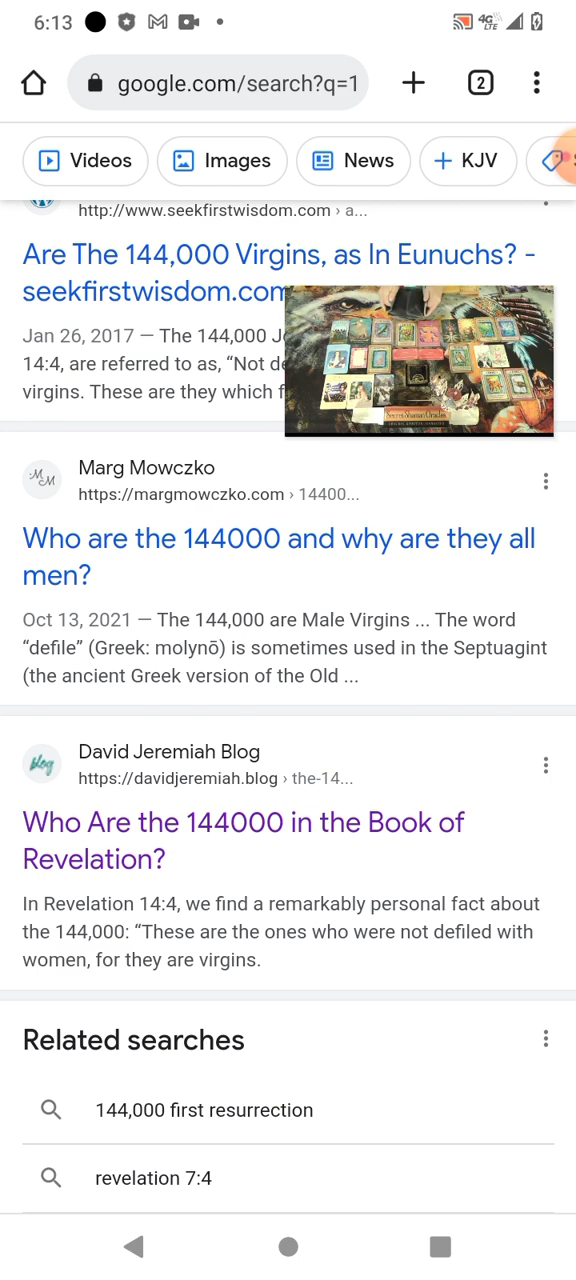 6:13
4G
LTE
google.com/search?q=1
2
Videos
Images
News
+ KJV
http://www.seekfirstwisdom.com › a...
Are The 144,000 Virgins, as In Eunuchs? -
seekfirstwisdom.com
Jan 26, 2017 — The 144,000
14:4, are referred to as, “Not
virgins. These are they which
MM
Marg Mowczko
https://margmowczko.com › 14400...
Who are the 144000 and why are they all
men?
Oct 13, 2021 — The 144,000 are Male Virgins ... The word
“defile” (Greek: molynō) is sometimes used in the Septuagint
(the ancient Greek version of the Old ...
blog
David Jeremiah Blog
https://davidjeremiah.blog › the-14...
Who Are the 144000 in the Book of
Revelation?
In Revelation 14:4, we find a remarkably personal fact about
the 144,000: “These are the ones who were not defiled with
women, for they are virgins.
Related searches
144,000 first resurrection
revelation 7:4